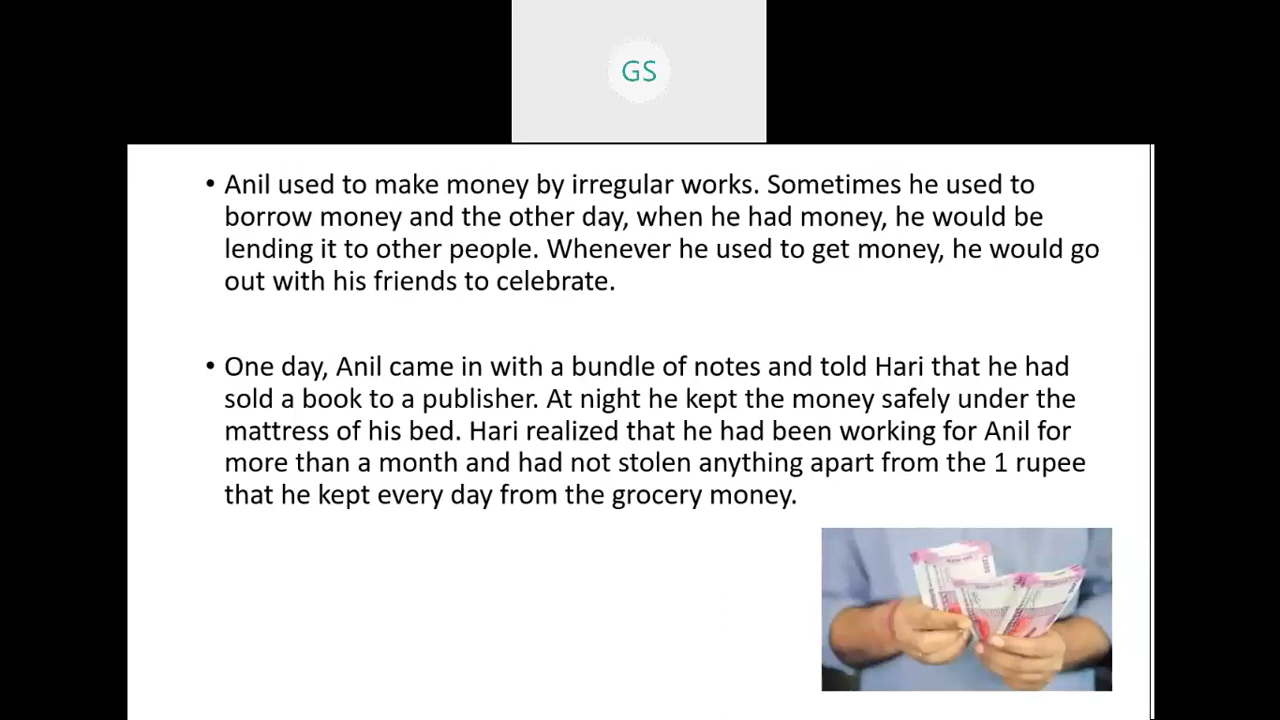 GS
• Anil used to make money by irregular works. Sometimes he used to
borrow money and the other day, when he had money, he would be
lending it to other people. Whenever he used to get money, he would go
out with his friends to celebrate.
• One day, Anil came in with a bundle of notes and told Hari that he had
sold a book to a publisher. At night he kept the money safely under the
mattress of his bed. Hari realized that he had been working for Anil for
more than a month and had not stolen anything apart from the 1 rupee
that he kept every day from the grocery money.